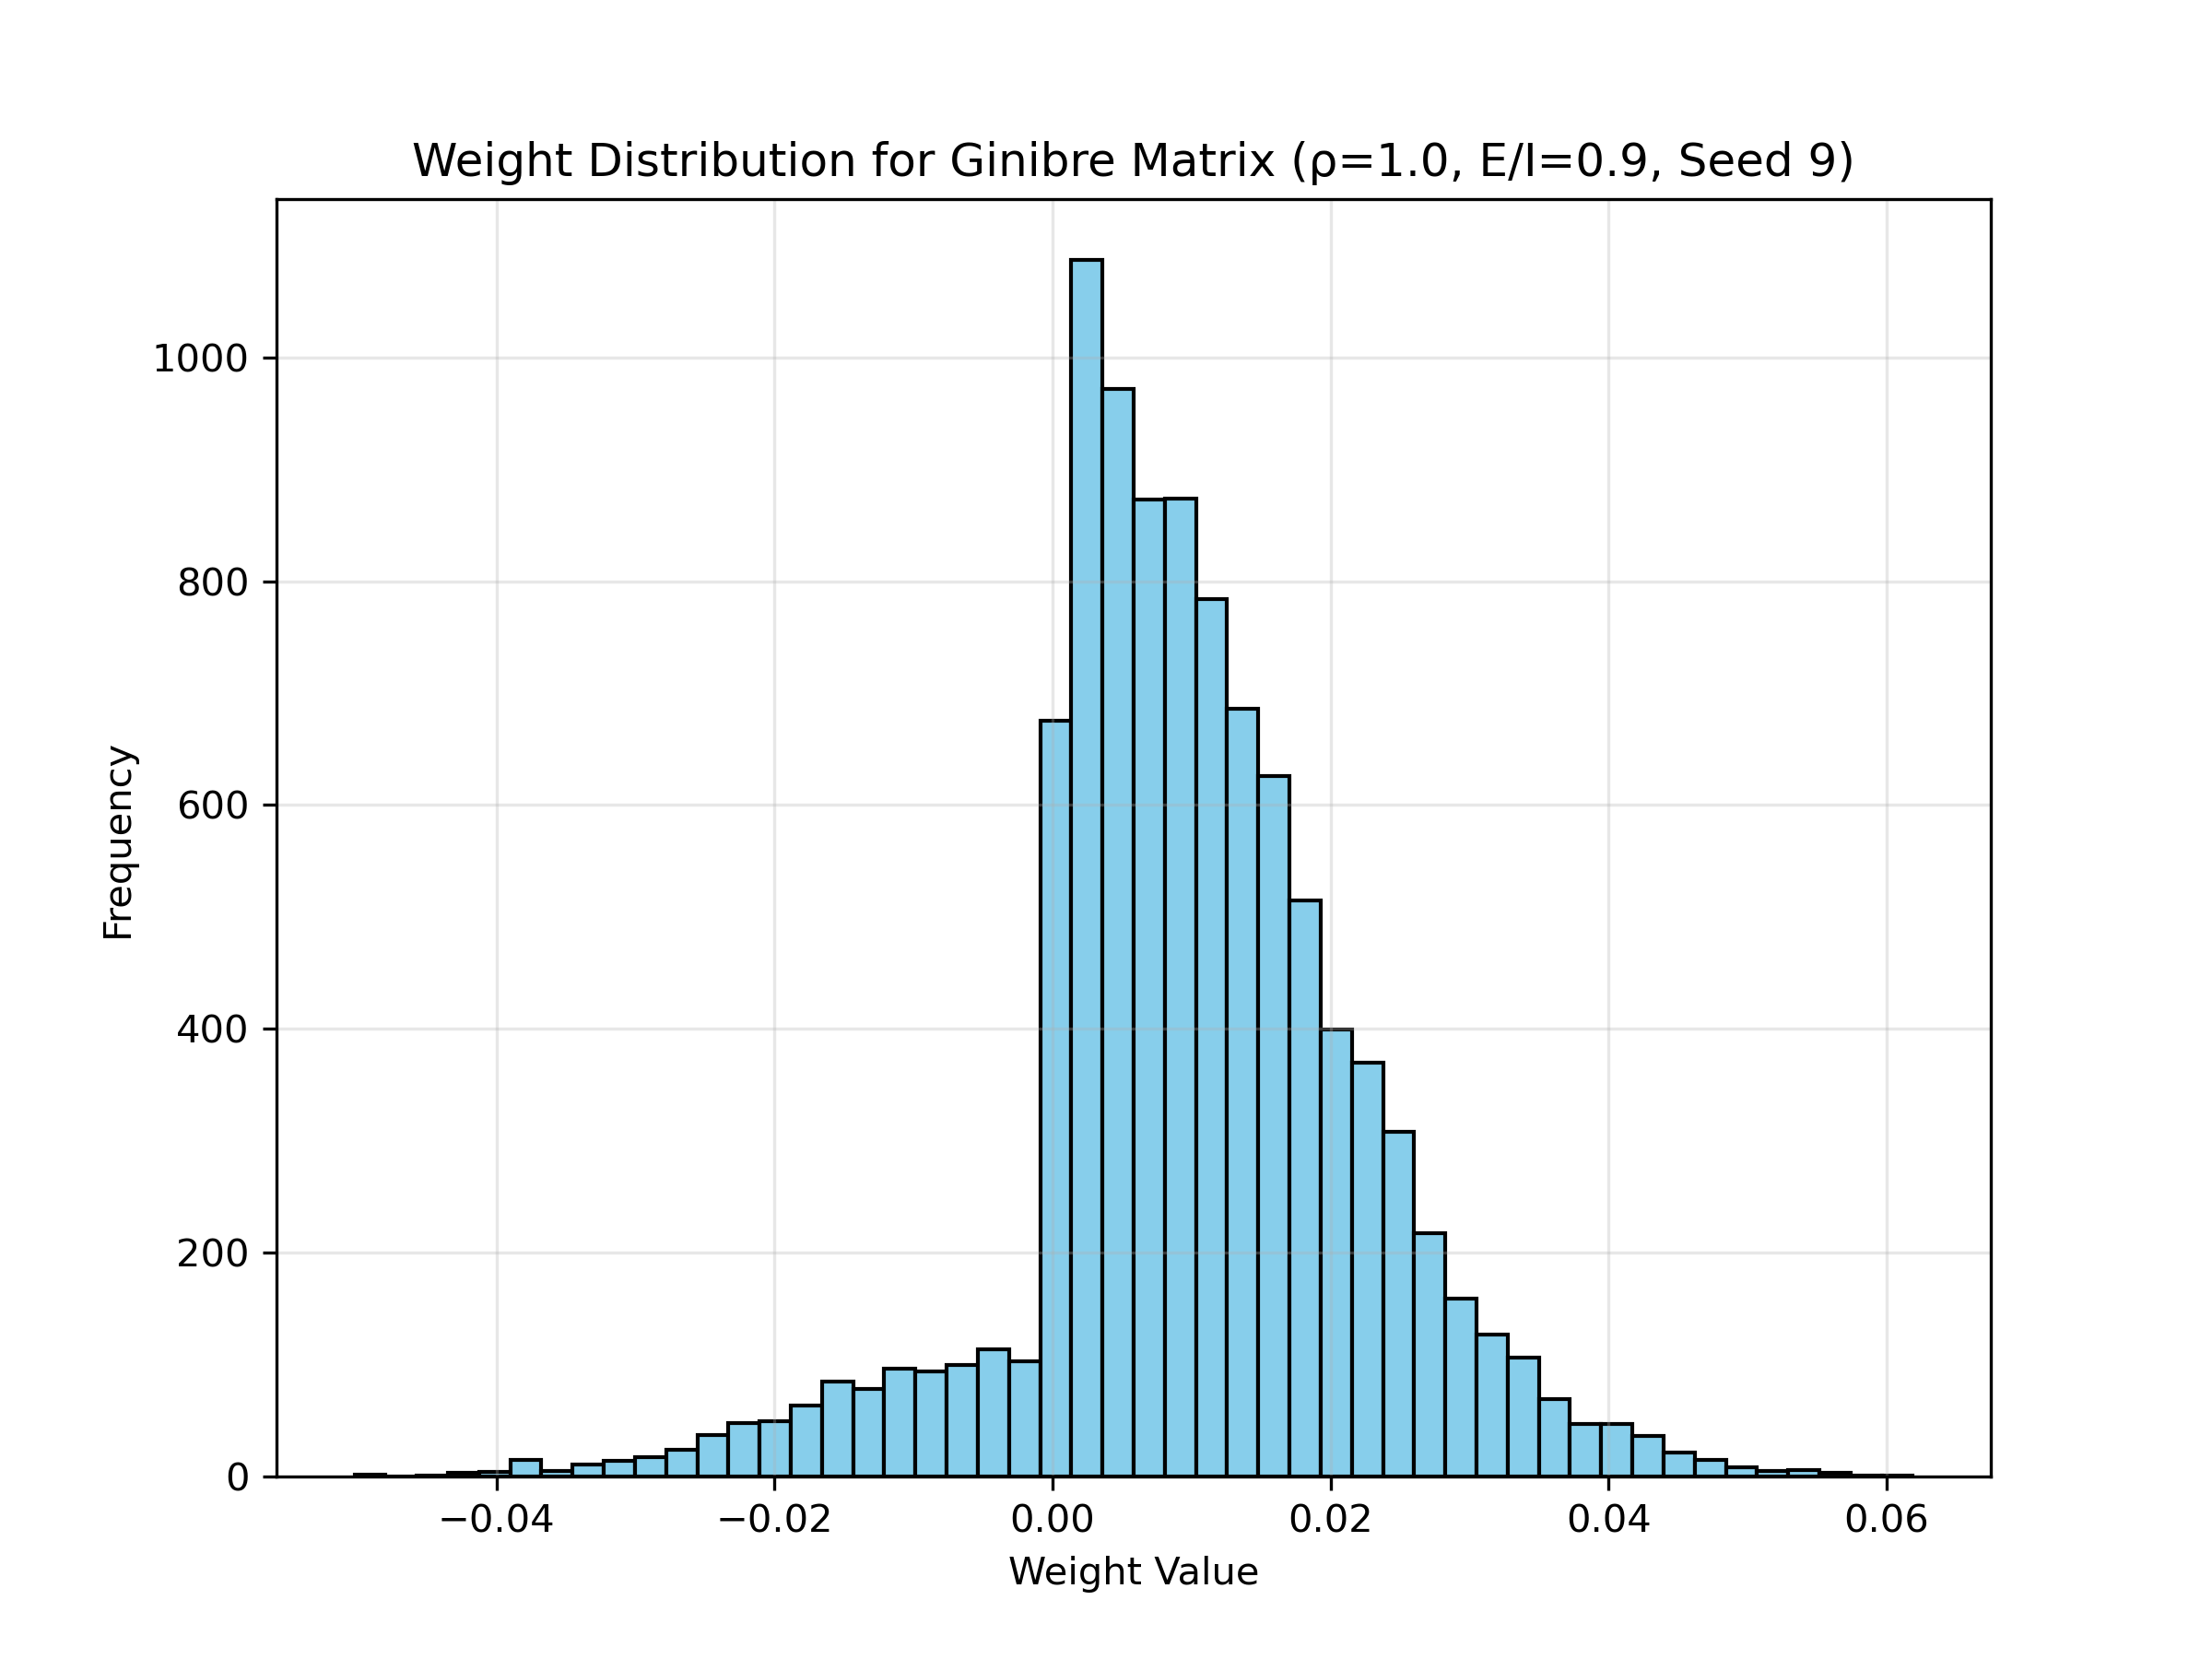 Weight Distribution for Ginibre Matrix (ρ=1.0, E/I=0.9, Seed 9)
1000
800
600
400
200
0
Frequency
−0.04 −0.02 0.00 0.02 0.04 0.06
Weight Value